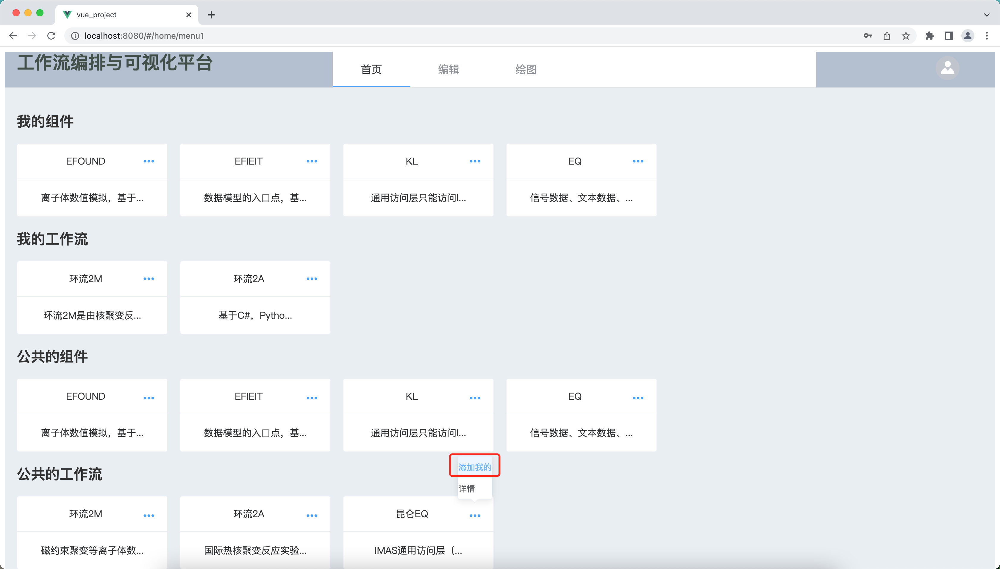 vue_project
localhost:8080/#/home/menu1
工作流编排与可视化平台
首页
编辑
绘图
我的组件
EFOUND
EFIEIT
KL
EQ
离子体数值模拟，基于...
数据模型的入口点，基...
通用访问层只能访问I...
信号数据、文本数据、...
我的工作流
环流2M
环流2A
环流2M是由核聚变反...
基于C#，Pytho...
公共的组件
EFOUND
EFIEIT
KL
EQ
离子体数值模拟，基于...
数据模型的入口点，基...
通用访问层只能访问I...
信号数据、文本数据、...
添加我的
公共的工作流
详情
环流2M
环流2A
昆仑EQ
磁约束聚变等离子体数...
国际热核聚变反应实验...
IMAS通用访问层（...